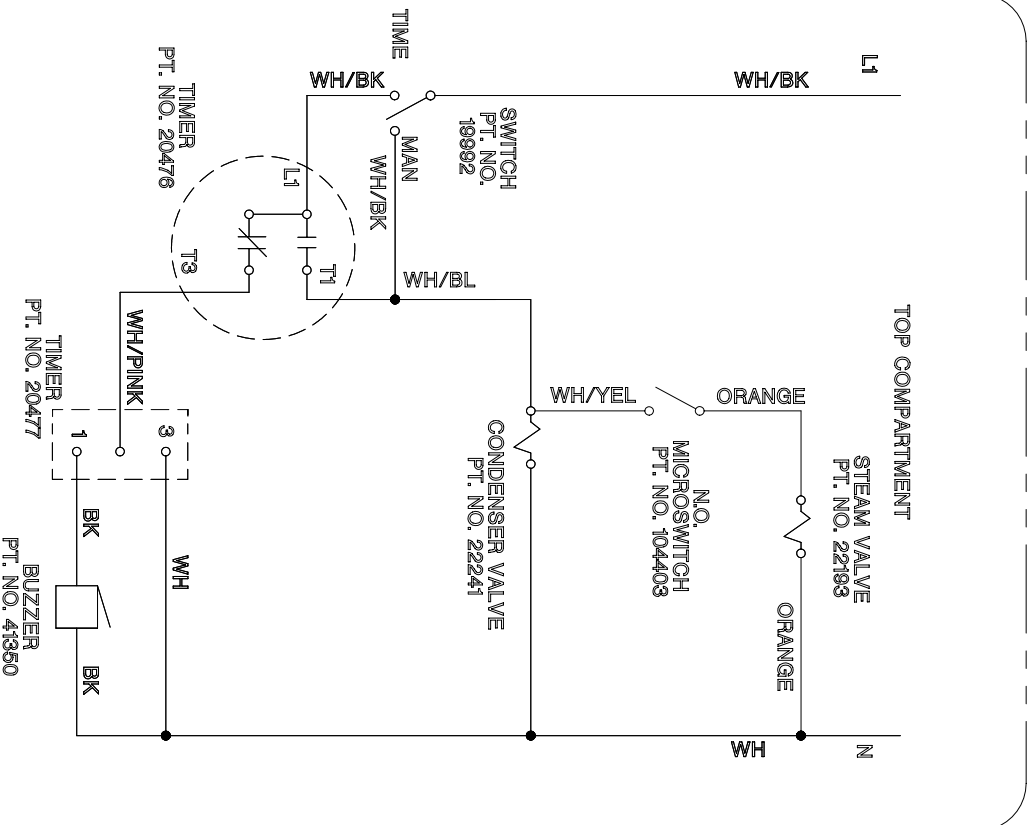 TOP COMPARTMENT
L1
N
WH/BK
WH
STEAM VALVE
PT. NO. 22193
ORANGE
ORANGE
N.O.
MICROSWITCH
PT. NO. 104403
WH/YEL
SWITCH
PT. NO.
19992
CONDENSER VALVE
PT. NO. 22241
TIME
MAN
WH/BK
WH/BK
WH/BL
L1
T1
T3
TIMER
PT. NO. 20476
WH/PINK
3
1
WH
TIMER
PT. NO. 20477
BK
BK
BUZZER
PT. NO. 41350